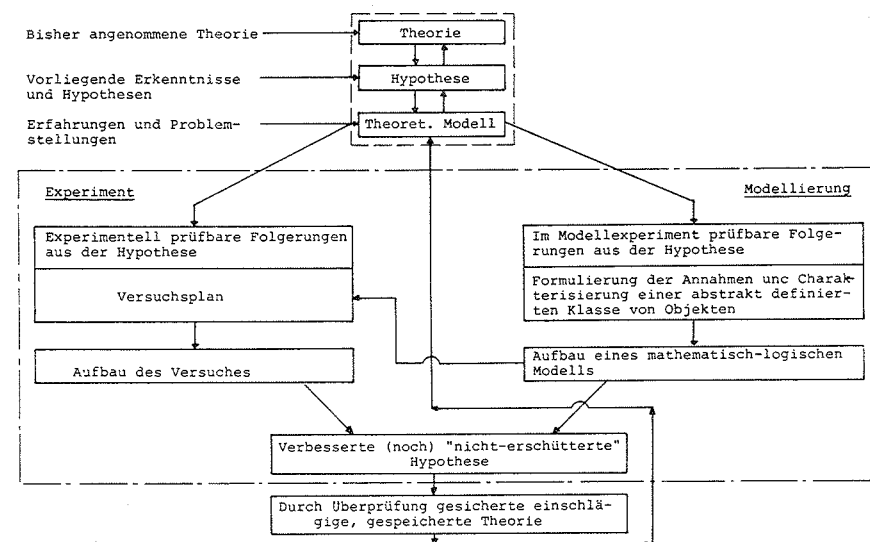 Bisher angenommene Theorie
Theorie
Vorliegende Erkenntnisse
und Hypothesen
Hypothese
Erfahrungen und Problem-
stellungen
Theoret. Modell
Experiment
Modellierung
Experimentell prüfbare Folgerungen
aus der Hypothese
Im Modellexperiment prüfbare Folge-
rungen aus der Hypothese
Versuchsplan
Formulierung der Annahmen unc Charak-
terisierung einer abstrakt definier-
ten Klasse von Objekten
Aufbau des Versuches
Aufbau eines mathematisch-logischen
Modells
Verbesserte (noch) "nicht-erschütterte"
Hypothese
Durch Überprüfung gesicherte einschlä-
gige, gespeicherte Theorie